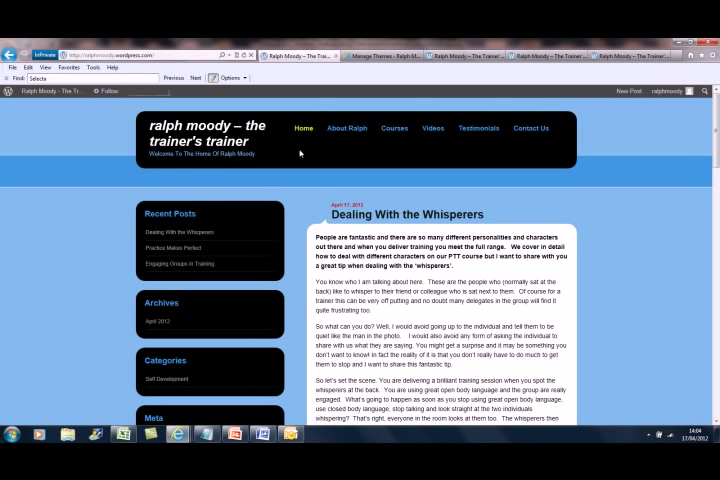 InPrivate
http://ralphmoody.wordpress.com/
Ralph Moody – The Trai...
Manage Themes ‹ Ralph M...
Ralph Moody – The Trainer'...
Ralph Moody – The Trainer'...
Ralph Moody – The Trainer'...
File Edit View Favorites Tools Help
Find: Selecta Previous Next Options
Ralph Moody - The Tr... Follow New Post ralphmoody
ralph moody – the
trainer's trainer
Welcome To The Home Of Ralph Moody
Home About Ralph Courses Videos Testimonials Contact Us
Recent Posts
Dealing With the Whisperers
Practice Makes Perfect
Engaging Groups in Training
Archives
April 2012
Categories
Self Development
Meta
April 17, 2012
Dealing With the Whisperers
People are fantastic and there are so many different personalities and characters
out there and when you deliver training you meet the full range. We cover in detail
how to deal with different characters on our PTT course but I want to share with you
a great tip when dealing with the 'whisperers'.
You know who I am talking about here. These are the people who (normally sat at the
back) like to whisper to their friend or colleague who is sat next to them. Of course for a
trainer this can be very off putting and no doubt many delegates in the group will find it
quite frustrating too.
So what can you do? Well, I would avoid going up to the individual and tell them to be
quiet like the man in the photo. I would also avoid any form of asking the individual to
share with us what they are saying. You might get a surprise and it may be something you
don't want to know! In fact the reality of it is that you don't really have to do much to get
them to stop and I want to share this fantastic tip.
So let's set the scene. You are delivering a brilliant training session when you spot the
whisperers at the back. You are using great open body language and the group are really
engaged. What's going to happen as soon as you stop using great open body language,
use closed body language, stop talking and look straight at the two individuals
whispering? That's right, everyone in the room looks at them too. The whisperers then
14:04
17/04/2012